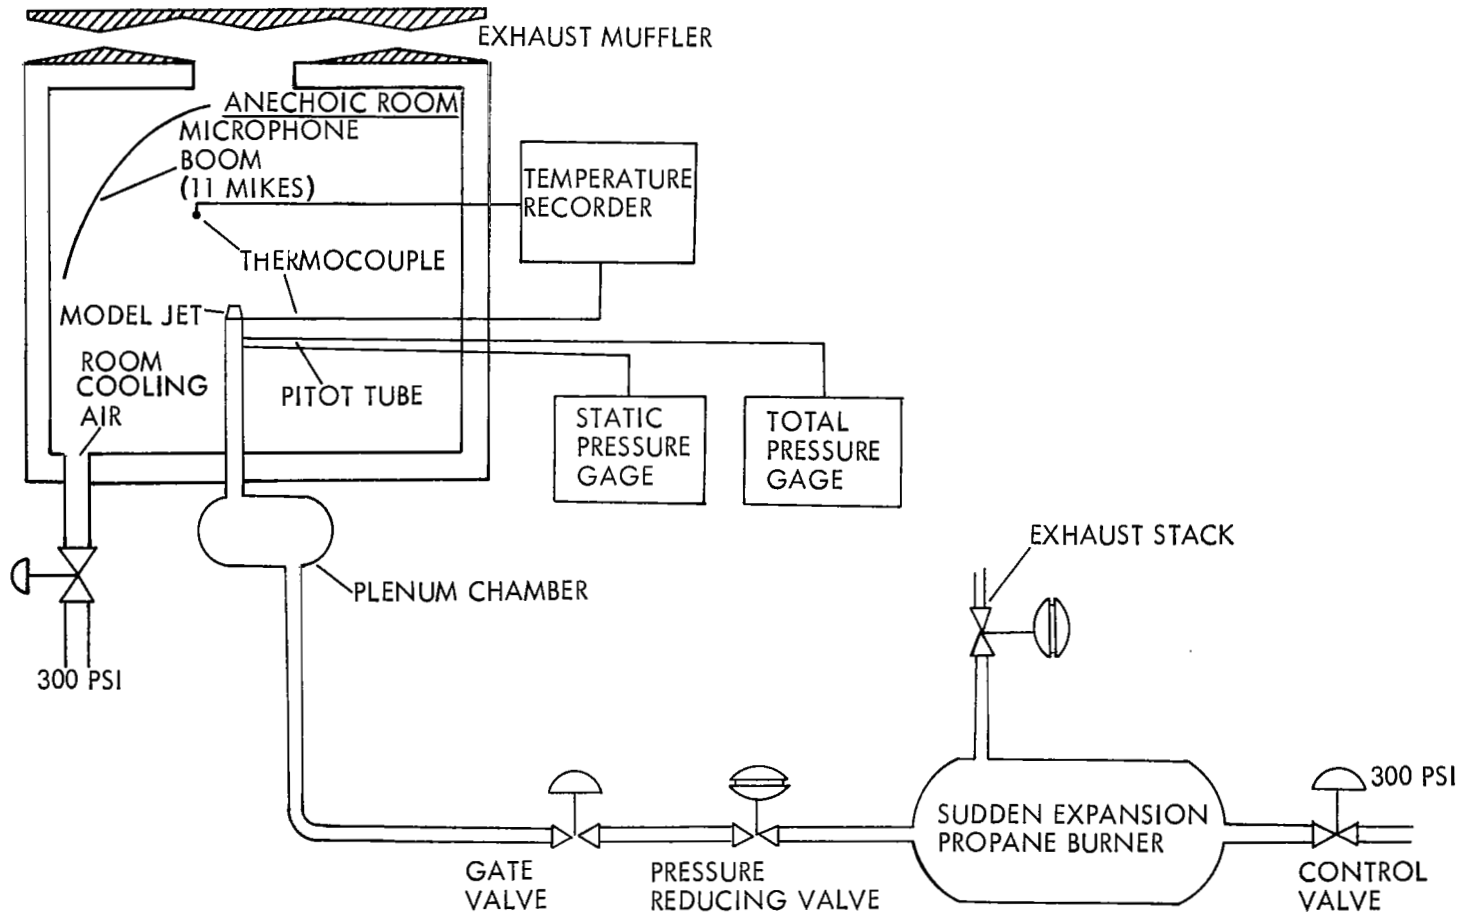 EXHAUST MUFFLER
ANECHOIC ROOM
MICROPHONE
BOOM
(11 MIKES)
TEMPERATURE
RECORDER
THERMOCOUPLE
MODEL JET
ROOM
COOLING
AIR
PITOT TUBE
STATIC
PRESSURE
GAGE
TOTAL
PRESSURE
GAGE
EXHAUST STACK
PLENUM CHAMBER
300 PSI
300 PSI
SUDDEN EXPANSION
PROPANE BURNER
GATE
VALVE
PRESSURE
REDUCING VALVE
CONTROL
VALVE